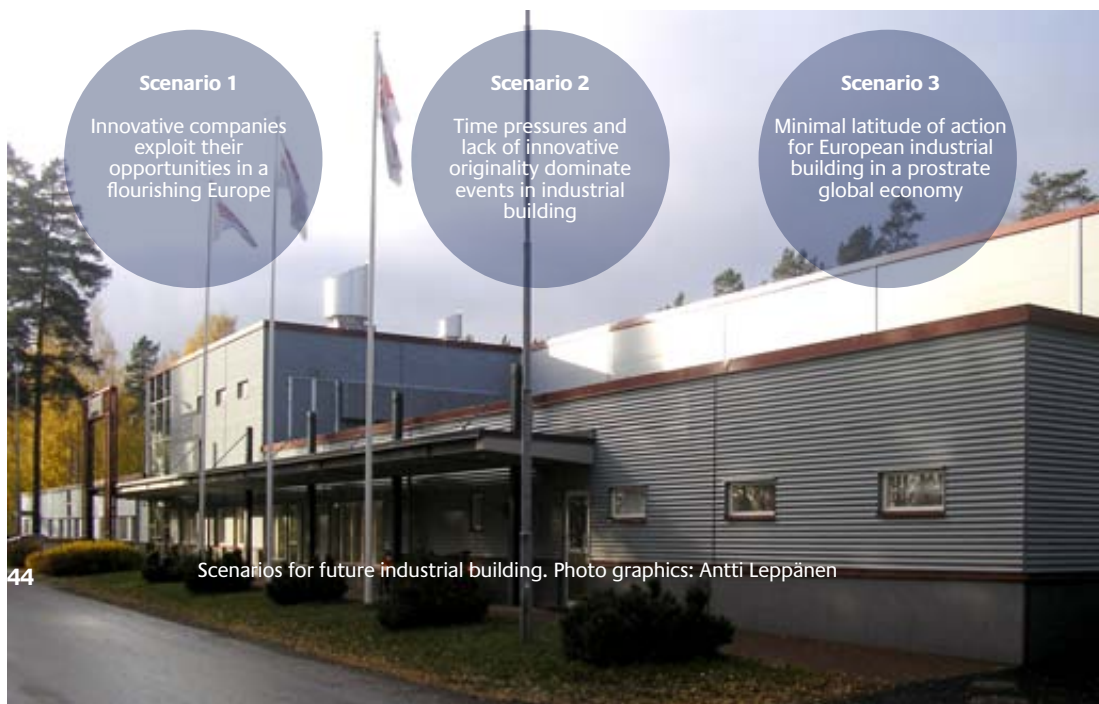 Scenario 1
Innovative companies
exploit their
opportunities in a
flourishing Europe
Scenario 2
Time pressures and
lack of innovative
originality dominate
events in industrial
building
Scenario 3
Minimal latitude of action
for European industrial
building in a prostrate
global economy
44
Scenarios for future industrial building. Photo graphics: Antti Leppänen